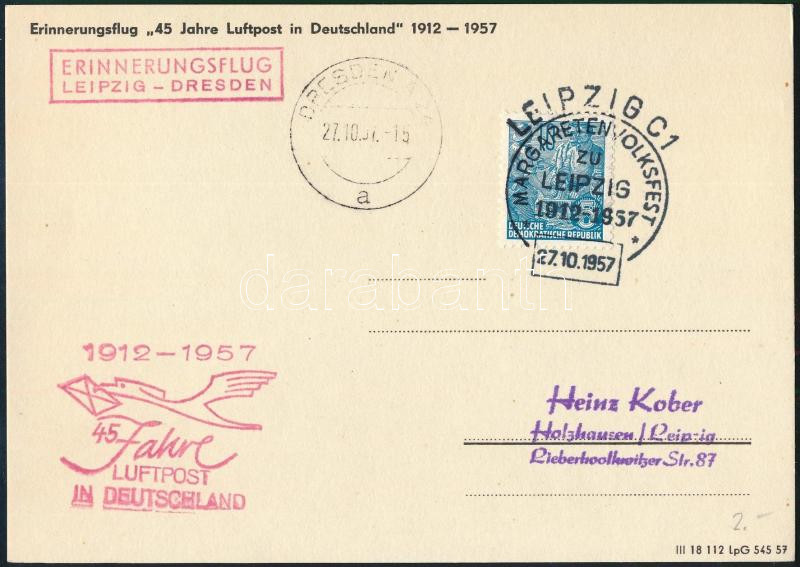 Erinnerungsflug „45 Jahre Luftpost in Deutschland" 1912 — 1957
ERINNERUNGSFLUG
LEIPZIG – DRESDEN
DRESDEN
27.10.57.-15
a
LEIPZIG C1
MARGARETENVOLKSFEST
ZU
LEIPZIG
1912-1957
*
27.10.1957
DEUTSCHE
DEMOKRATISCHE REPUBLIK
darabanth
1912 – 1957
45 Jahre
LUFTPOST
IN DEUTSCHLAND
Heinz Kober
Holzhausen / Leipzig
Lieberhoolkwitzer Str. 87
2.-
III 18 112 LpG 545 57